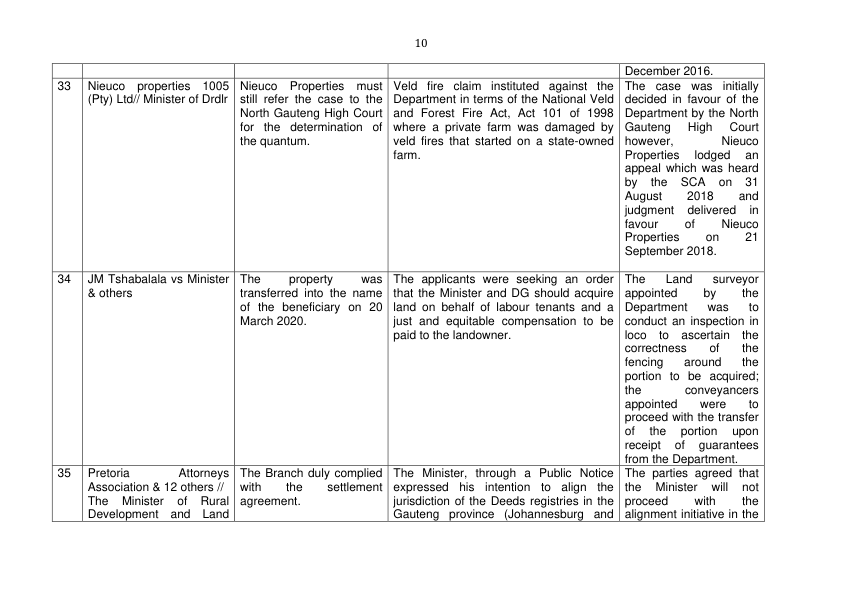 10
December 2016.
33
Nieuco properties 1005
(Pty) Ltd// Minister of Drdlr
Nieuco Properties must
still refer the case to the
North Gauteng High Court
for the determination of
the quantum.
Veld fire claim instituted against the
Department in terms of the National Veld
and Forest Fire Act, Act 101 of 1998
where a private farm was damaged by
veld fires that started on a state-owned
farm.
The case was initially
decided in favour of the
Department by the North
Gauteng High Court
however, Nieuco
Properties lodged an
appeal which was heard
by the SCA on 31
August 2018 and
judgment delivered in
favour of Nieuco
Properties on 21
September 2018.
34
JM Tshabalala vs Minister
& others
The property was
transferred into the name
of the beneficiary on 20
March 2020.
The applicants were seeking an order
that the Minister and DG should acquire
land on behalf of labour tenants and a
just and equitable compensation to be
paid to the landowner.
The Land surveyor
appointed by the
Department was to
conduct an inspection in
loco to ascertain the
correctness of the
fencing around the
portion to be acquired;
the conveyancers
appointed were to
proceed with the transfer
of the portion upon
receipt of guarantees
from the Department.
35
Pretoria Attorneys
Association & 12 others //
The Minister of Rural
Development and Land
The Branch duly complied
with the settlement
agreement.
The Minister, through a Public Notice
expressed his intention to align the
jurisdiction of the Deeds registries in the
Gauteng province (Johannesburg and
The parties agreed that
the Minister will not
proceed with the
alignment initiative in the